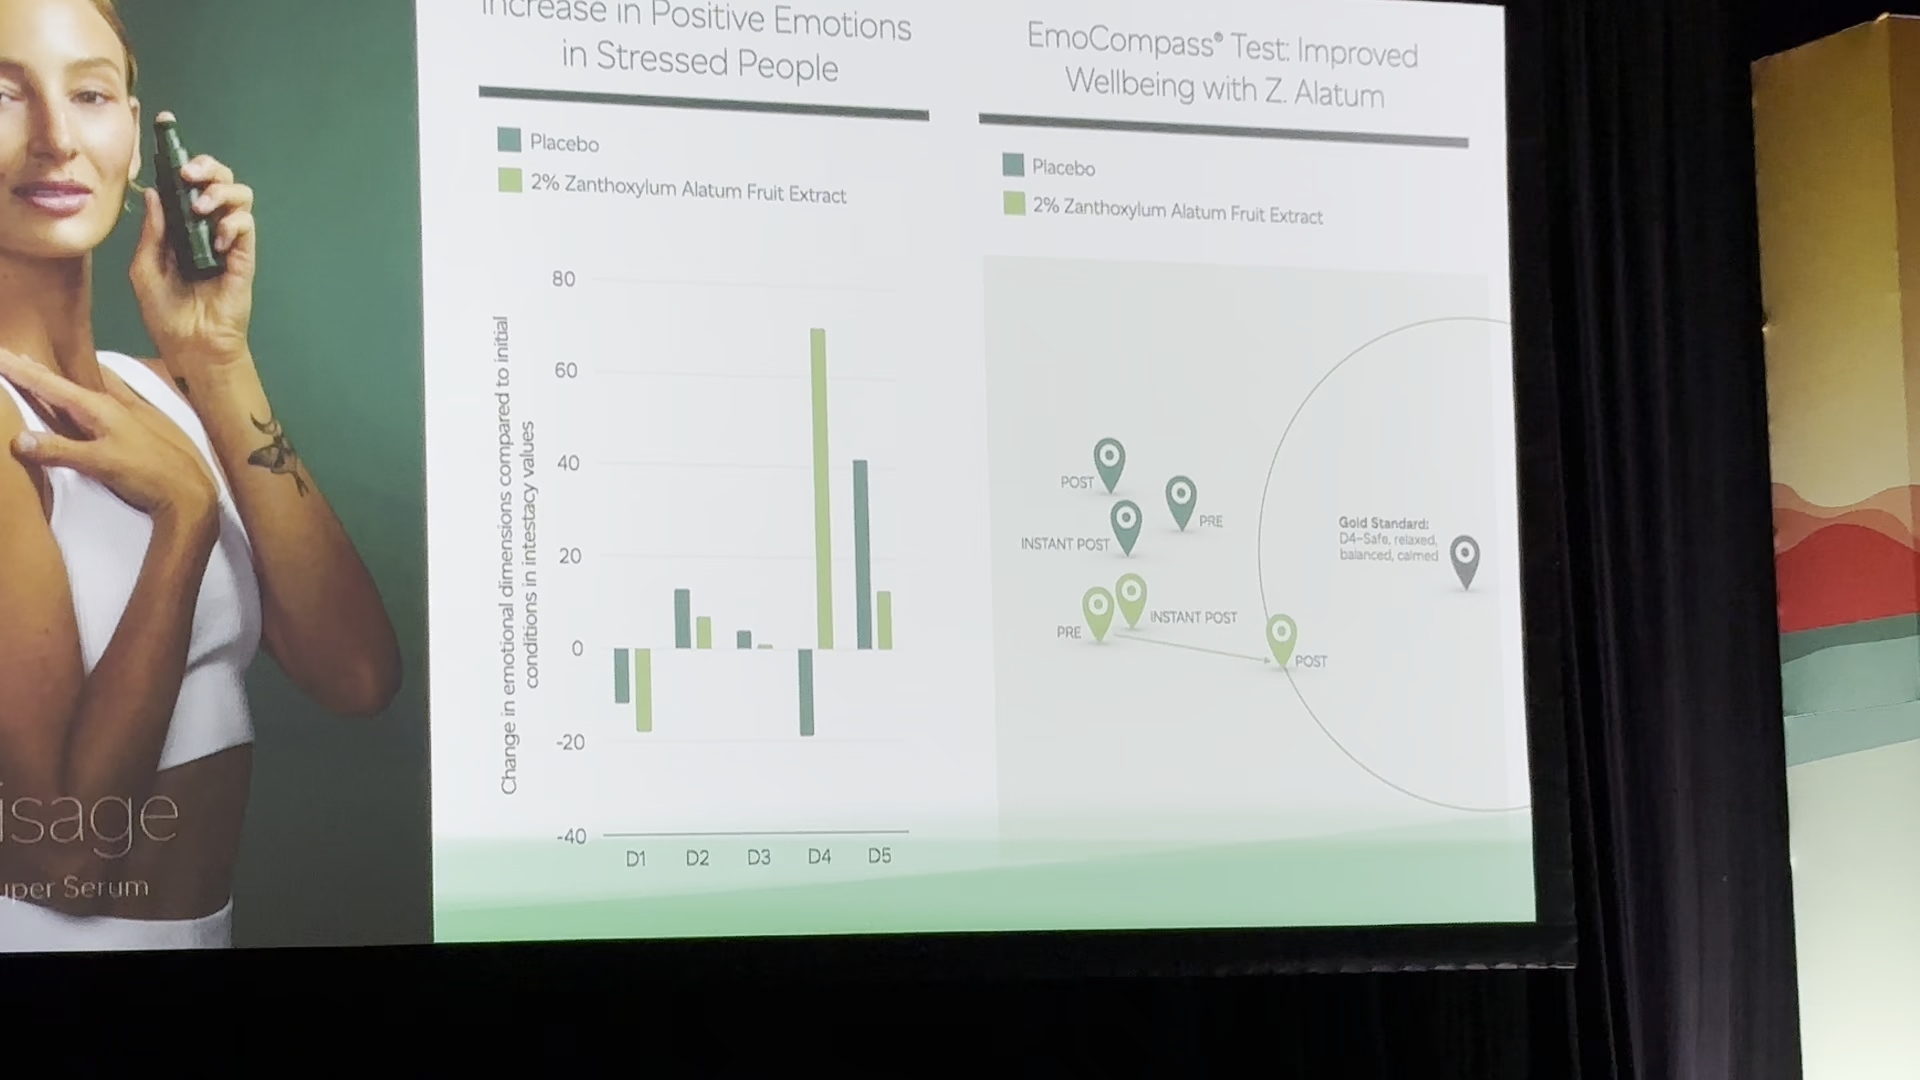 Increase in Positive Emotions
in Stressed People
Placebo
2% Zanthoxylum Alatum Fruit Extract
Change in emotional dimensions compared to initial
conditions in intestacy values
80
60
40
20
0
-20
-40
D1 D2 D3 D4 D5
EmoCompass® Test: Improved
Wellbeing with Z. Alatum
Placebo
2% Zanthoxylum Alatum Fruit Extract
POST
PRE
INSTANT POST
Gold Standard:
D4-Safe, relaxed,
balanced, calmed
INSTANT POST
PRE
POST
isage
uper Serum